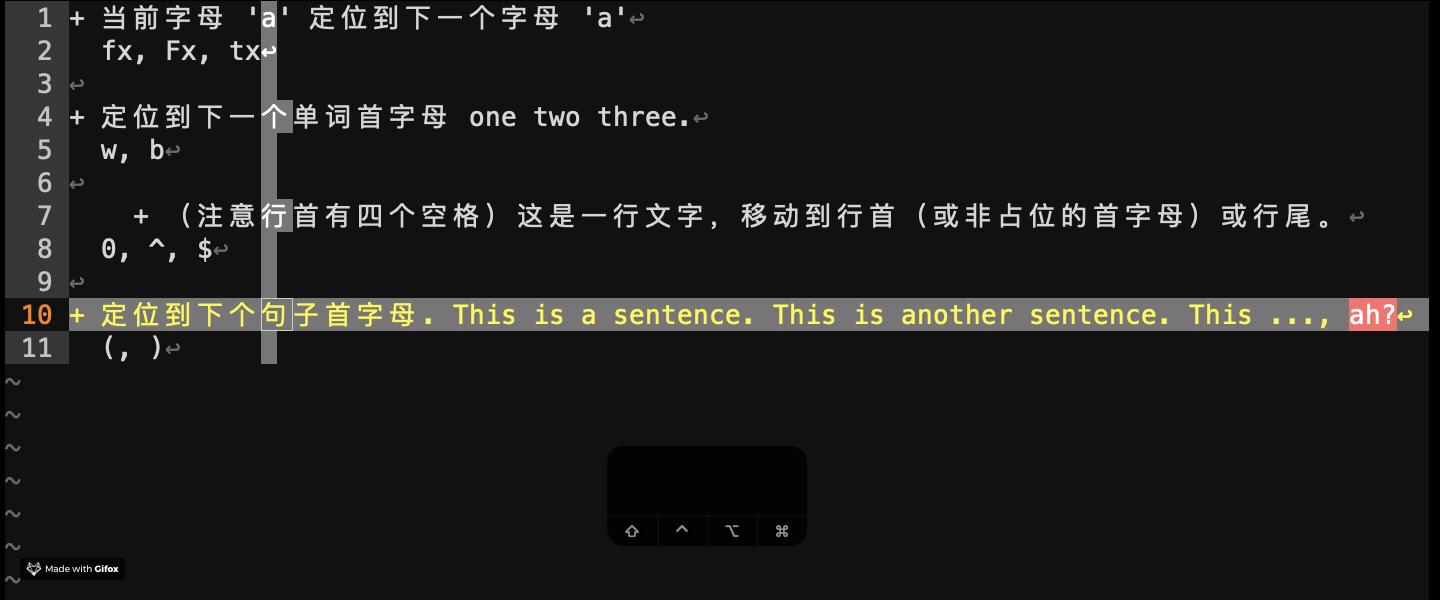 1 + 当前字母 'a' 定位到下一个字母 'a'↩
2 fx, Fx, tx↩
3 ↩
4 + 定位到下一个单词首字母 one two three.↩
5 w, b↩
6 ↩
7 + （注意行首有四个空格）这是一行文字，移动到行首（或非占位的首字母）或行尾。↩
8 0, ^, $↩
9 ↩
10 + 定位到下个句子首字母. This is a sentence. This is another sentence. This ..., ah?↩
11 (, )↩
~
~
~
~
~
~
~
⇧ ^ ⌥ ⌘
Made with Gifox